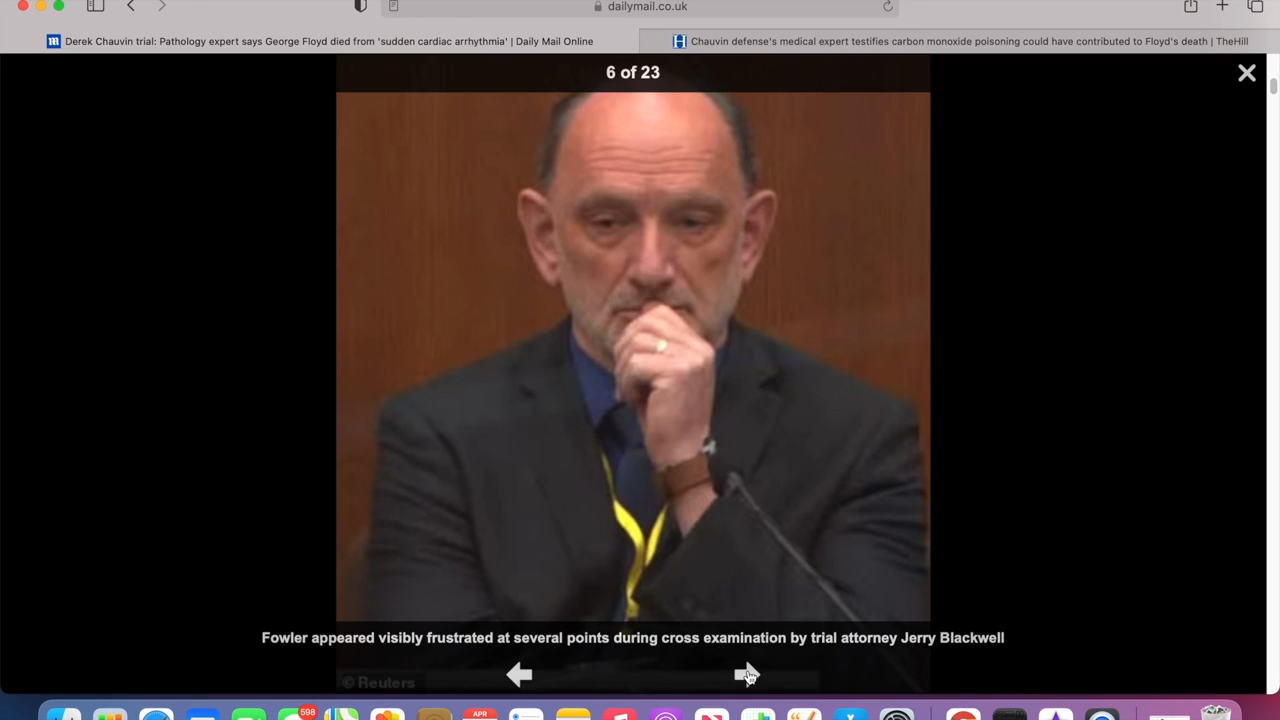 dailymail.co.uk
Derek Chauvin trial: Pathology expert says George Floyd died from 'sudden cardiac arrhythmia' | Daily Mail Online
H Chauvin defense's medical expert testifies carbon monoxide poisoning could have contributed to Floyd's death | TheHill
6 of 23
Fowler appeared visibly frustrated at several points during cross examination by trial attorney Jerry Blackwell
© Reuters
598
APR